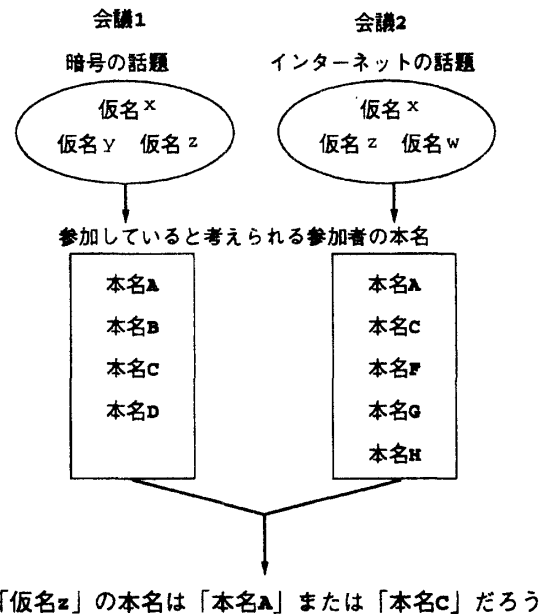 会議1
会議2
暗号の話題
インターネットの話題
仮名x
仮名y 仮名z
仮名x
仮名z 仮名w
参加していると考えられる参加者の本名
本名A
本名B
本名C
本名D
本名A
本名C
本名F
本名G
本名H
「仮名z」の本名は「本名A」または「本名C」だろう